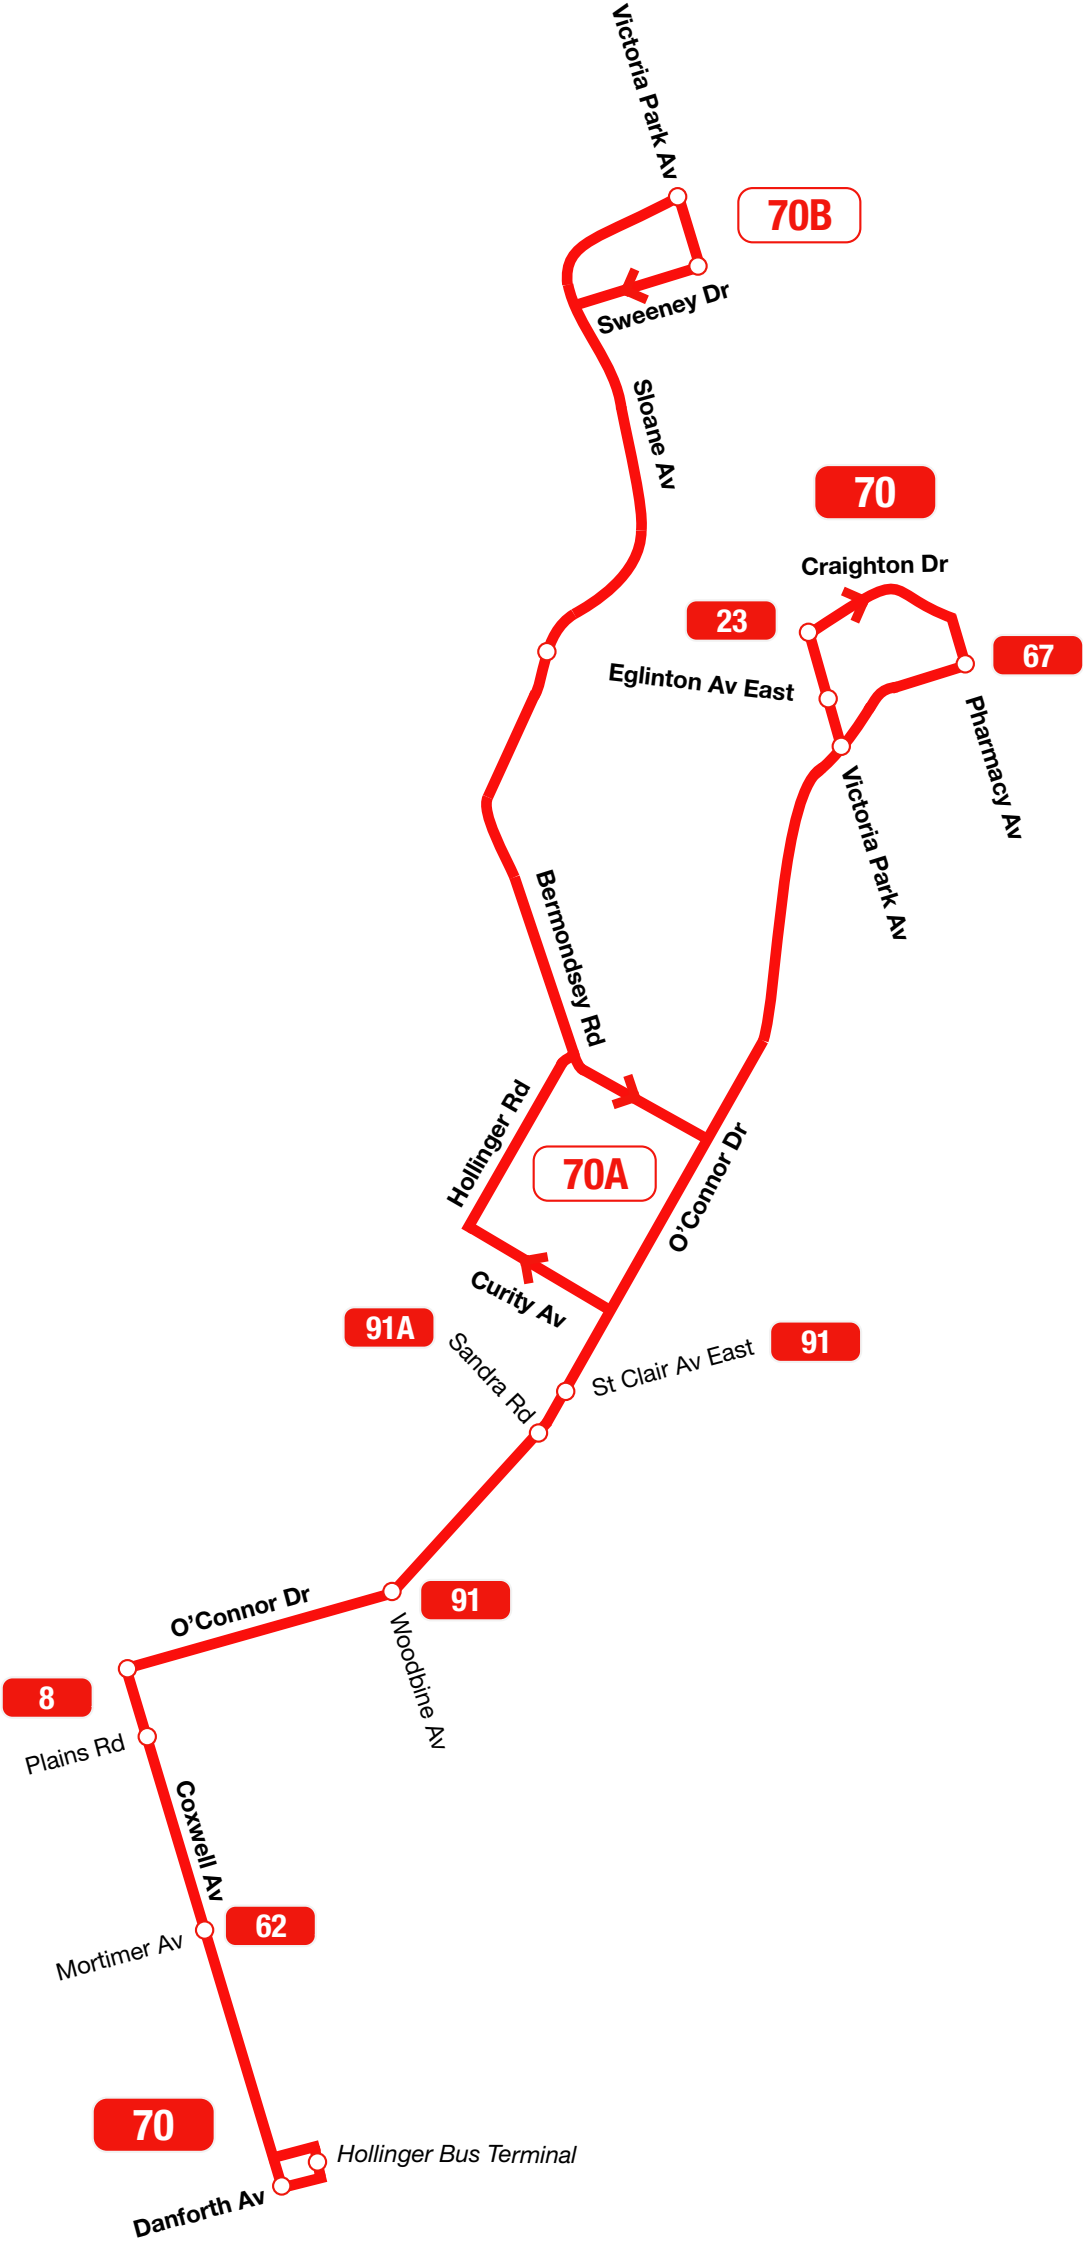 Victoria Park Av
70B
Sweeney Dr
Sloane Av
70
Craighton Dr
23
67
Eglinton Av East
Pharmacy Av
Victoria Park Av
Bermondsey Rd
Hollinger Rd
70A
O'Connor Dr
Curity Av
91A
Sandra Rd
St Clair Av East
91
O'Connor Dr
91
Woodbine Av
8
Plains Rd
Coxwell Av
62
Mortimer Av
70
Hollinger Bus Terminal
Danforth Av